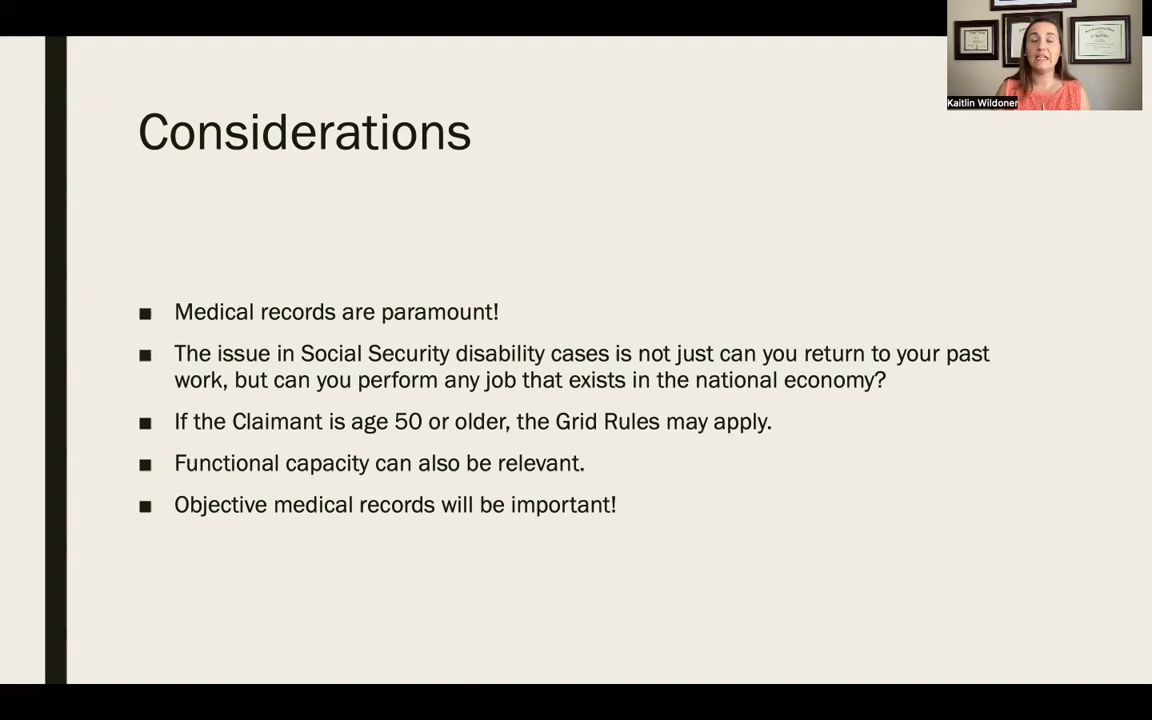 Kaitlin Wildoner
Considerations
■ Medical records are paramount!
■ The issue in Social Security disability cases is not just can you return to your past
work, but can you perform any job that exists in the national economy?
■ If the Claimant is age 50 or older, the Grid Rules may apply.
■ Functional capacity can also be relevant.
■ Objective medical records will be important!